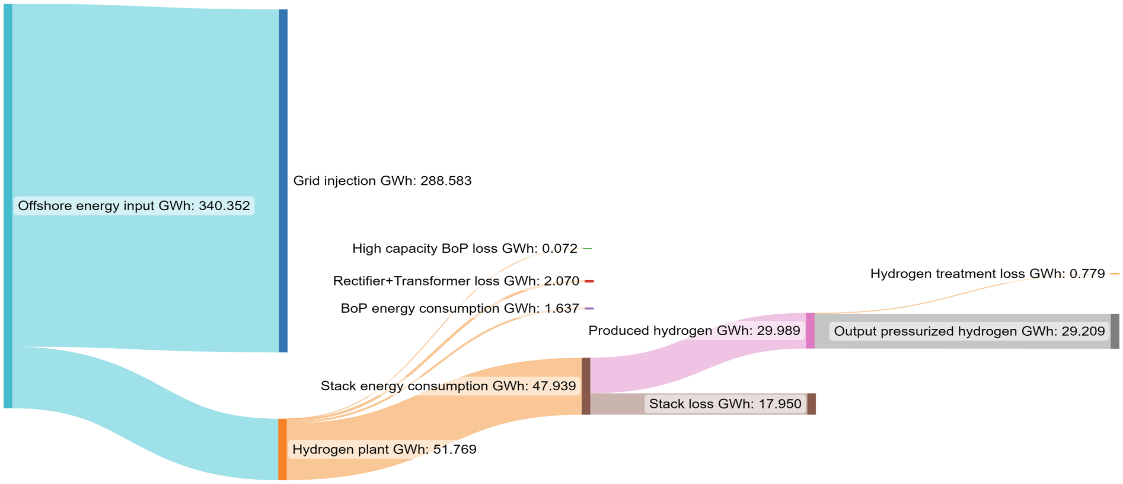 Offshore energy input GWh: 340.352
Grid injection GWh: 288.583
High capacity BoP loss GWh: 0.072
Rectifier+Transformer loss GWh: 2.070
BoP energy consumption GWh: 1.637
Hydrogen treatment loss GWh: 0.779
Produced hydrogen GWh: 29.989
Output pressurized hydrogen GWh: 29.209
Stack energy consumption GWh: 47.939
Stack loss GWh: 17.950
Hydrogen plant GWh: 51.769